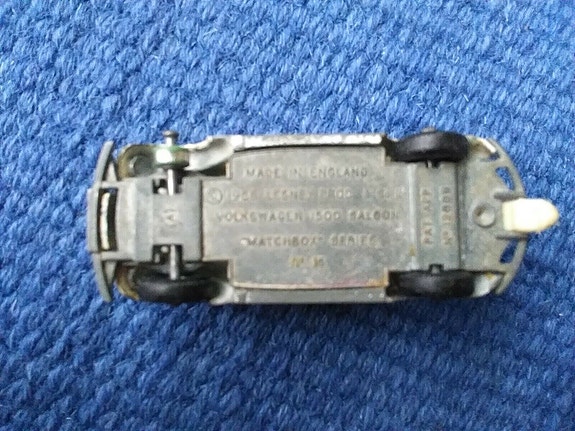 MADE IN ENGLAND
© LESNEY PROD
VOLKSWAGEN 1500 SALOON
"MATCHBOX" SERIES
No 15
PAT APP